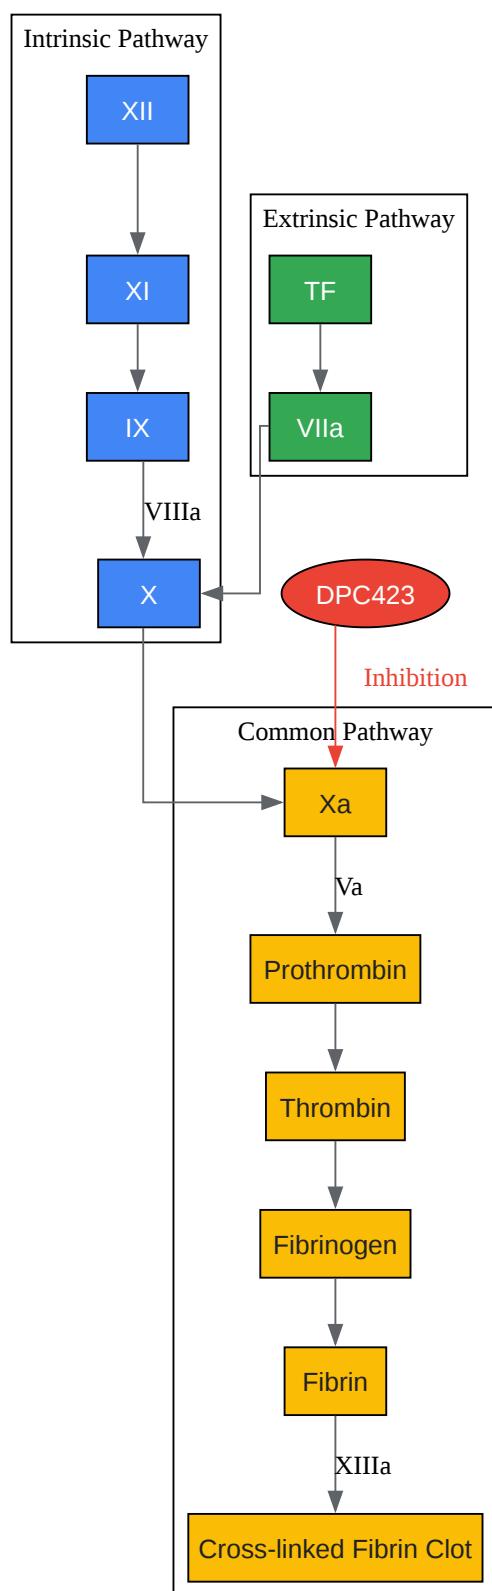 Intrinsic Pathway
XII
Extrinsic Pathway
XI
TF
IX
VIIa
VIIIa
X
DPC423
Inhibition
Common Pathway
Xa
Va
Prothrombin
Thrombin
Fibrinogen
Fibrin
XIIIa
Cross-linked Fibrin Clot